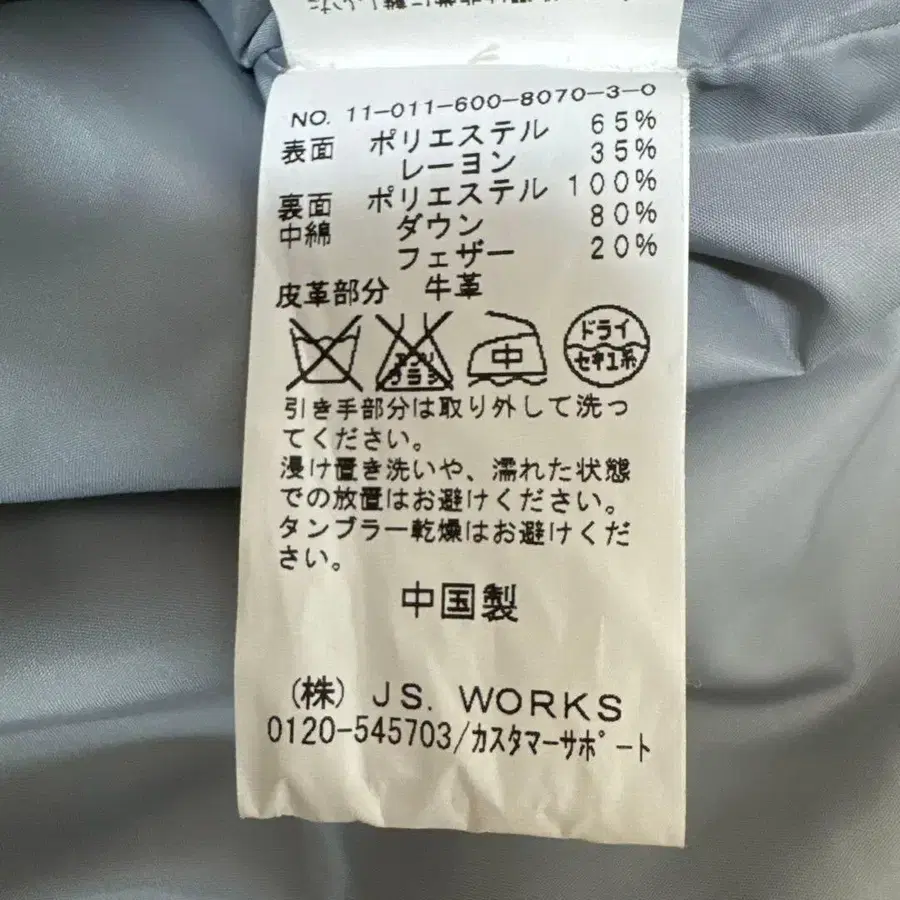 NO. 11-011-600-8070-3-0
表面 ポリエステル 65%
レーヨン 35%
裏面 ポリエステル 100%
中綿 ダウン 80%
フェザー 20%
皮革部分 牛革
エンソ
サラシ
中
ドライ
セキユ系
引き手部分は取り外して洗っ
てください。
浸け置き洗いや、濡れた状態
での放置はお避けください。
タンブラー乾燥はお避けくだ
さい。
中国製
(株) JS. WORKS
0120-545703/カスタマーサポート